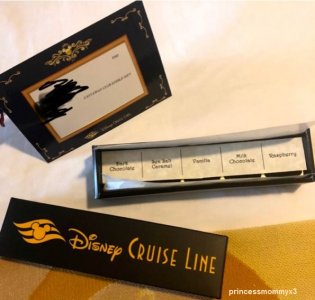 Dark
Chocolate
Sea Salt
Caramel
Vanilla
Milk
Chocolate
Raspberry
Disney CRUISE LINE
princessmommyx3